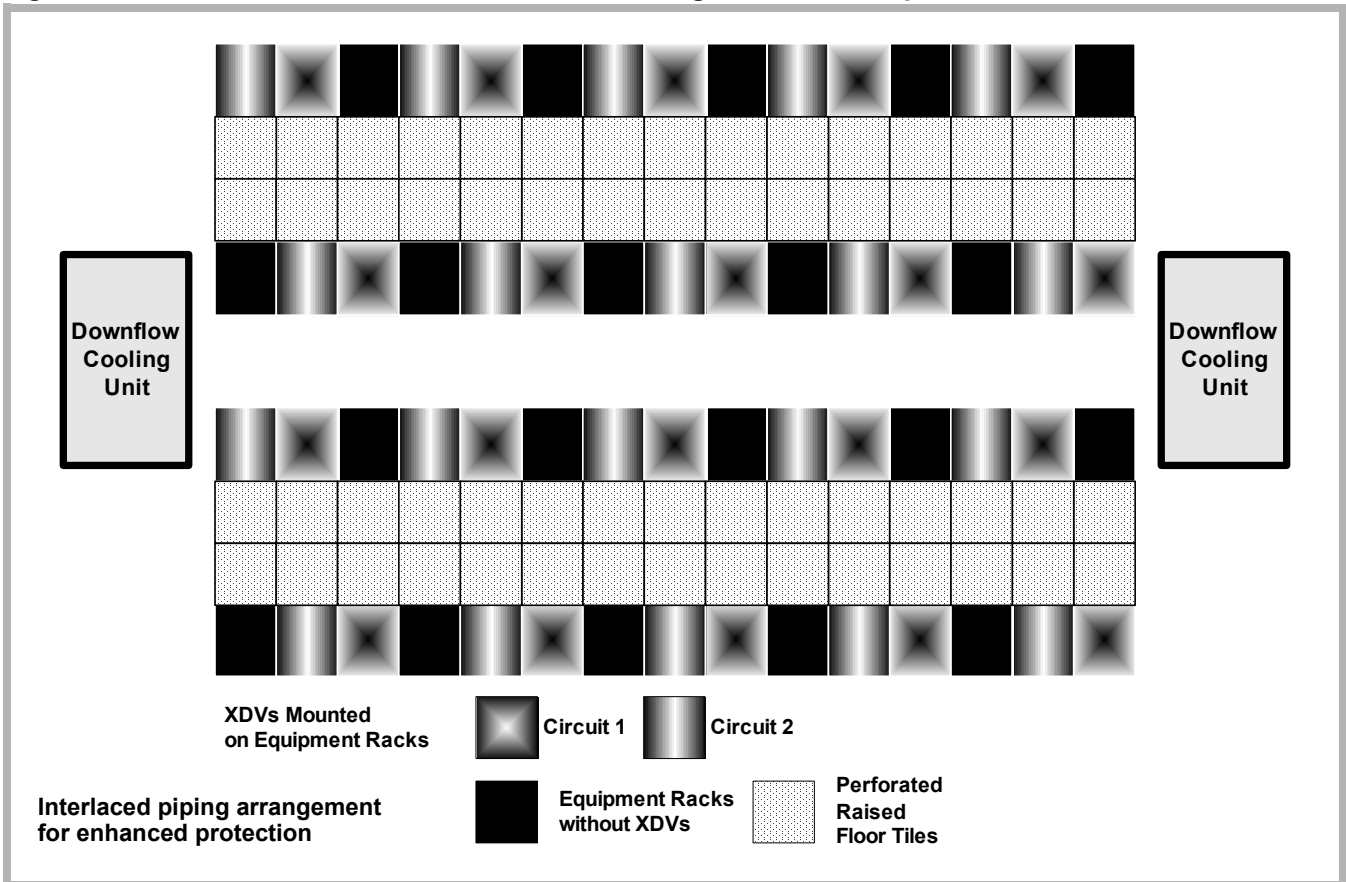 Downflow
Cooling
Unit
Downflow
Cooling
Unit
XDVs Mounted
on Equipment Racks
Circuit 1
Circuit 2
Interlaced piping arrangement
for enhanced protection
Equipment Racks
without XDVs
Perforated
Raised
Floor Tiles